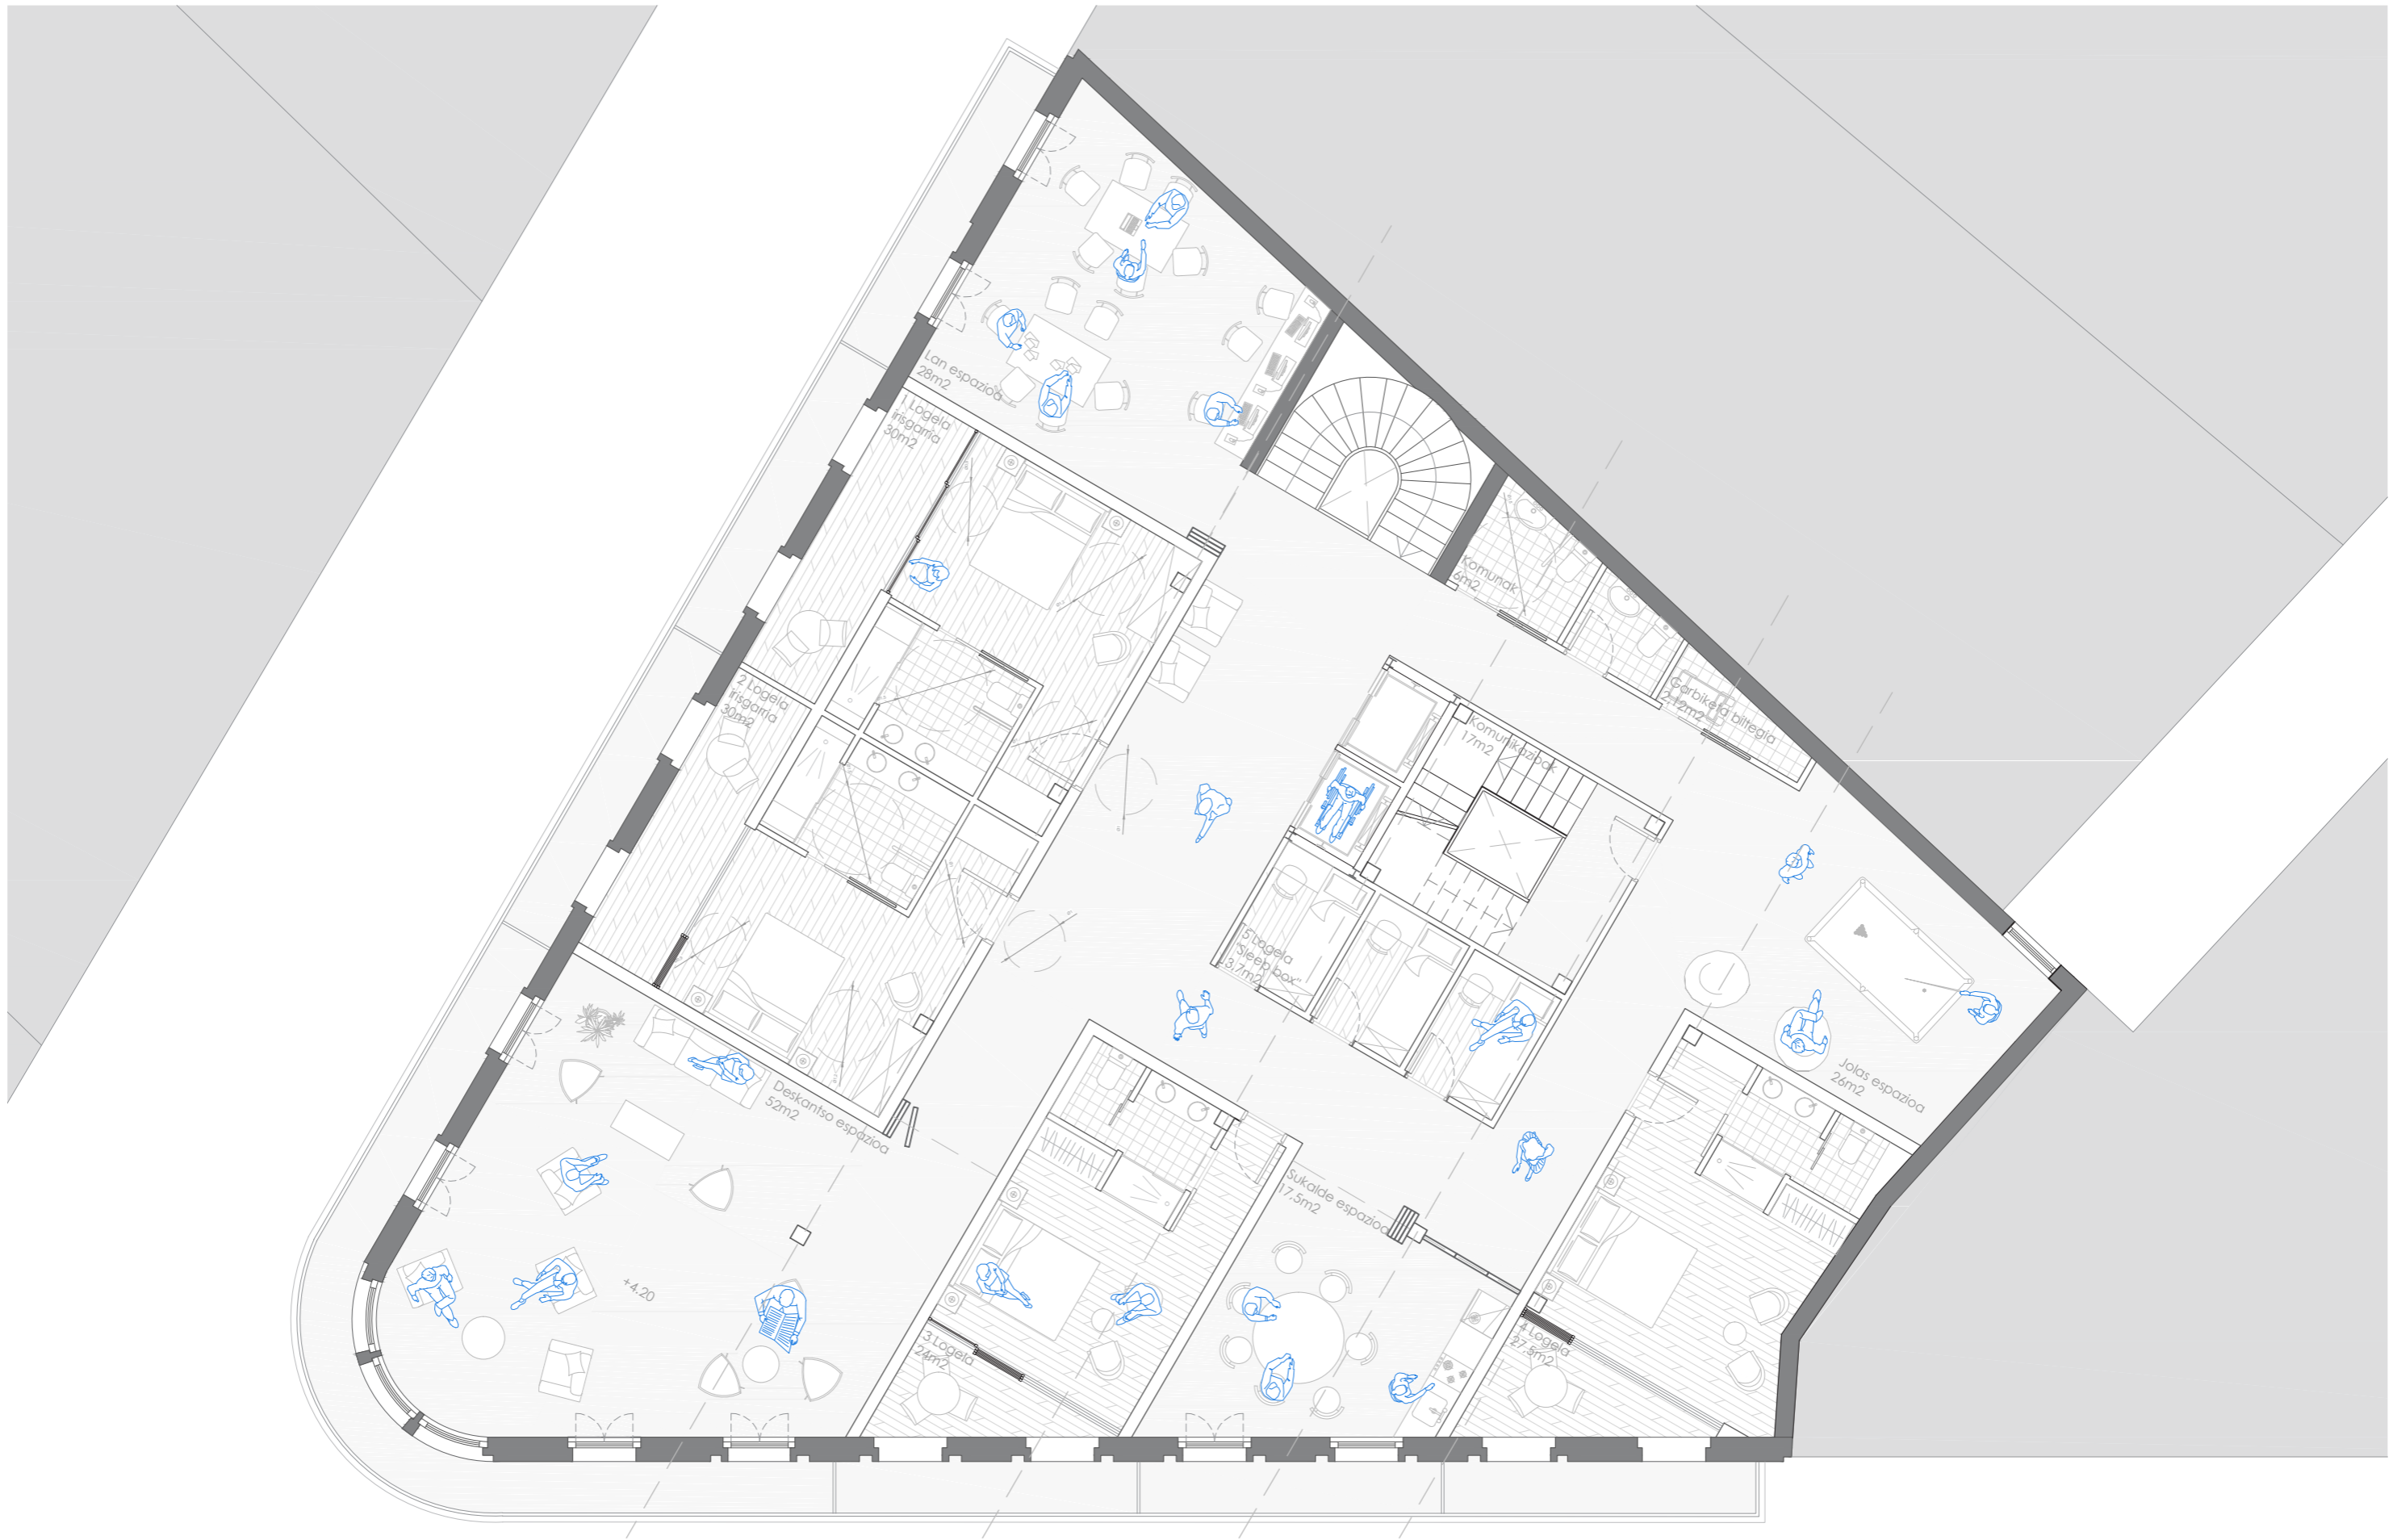 Lan espazioa
28m2
1 Logela
irisgarria
30m2
Komunak
6m2
2 Logela
irisgarria
30m2
Garbiketa biltegia
2,12m2
Komunikazioak
17m2
5 Logela
"Sleep box"
3,7m2
Jolas espazioa
26m2
Deskantso espazioa
52m2
Sukalde espazioa
17,5m2
+4,20
3 Logela
24m2
4 Logela
27,5m2